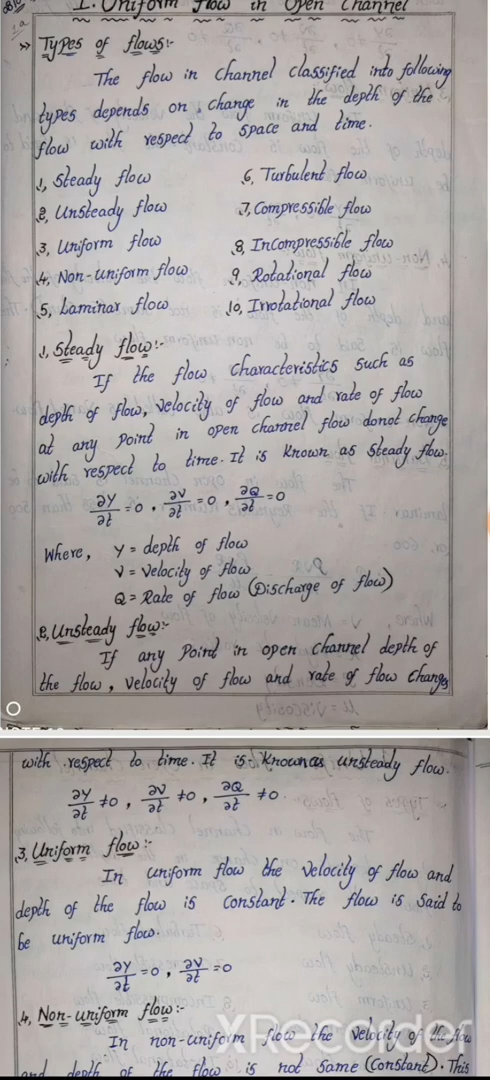 1. Uniform flow in Open Channel
Types of flows:-
The flow in channel classified into following
types depends on change in the depth of the
flow with respect to space and time.
1, Steady flow
2, Unsteady flow
3, Uniform flow
4, Non-uniform flow
5, Laminar flow
6, Turbulent flow
7, Compressible flow
8, Incompressible flow
9, Rotational flow
10, Irrotational flow
1, Steady flow:-
If the flow characteristics such as
depth of flow, velocity of flow and rate of flow
at any point in open channel flow donot change
with respect to time. It is known as steady flow.
∂Y/∂t = 0, ∂V/∂t = 0, ∂Q/∂t = 0
Where, Y = depth of flow
V = velocity of flow
Q = Rate of flow (Discharge of flow)
2, Unsteady flow:-
If any point in open channel depth of
the flow, velocity of flow and rate of flow changes
with respect to time. It is known as unsteady flow.
∂Y/∂t ≠ 0, ∂V/∂t ≠ 0, ∂Q/∂t ≠ 0.
3, Uniform flow:-
In uniform flow the velocity of flow and
depth of the flow is constant. The flow is said to
be uniform flow.
∂Y/∂t = 0, ∂V/∂t = 0
4, Non-uniform flow:-
In non-uniform flow the velocity of the flow
and depth of the flow is not same (constant). This
XRecorder